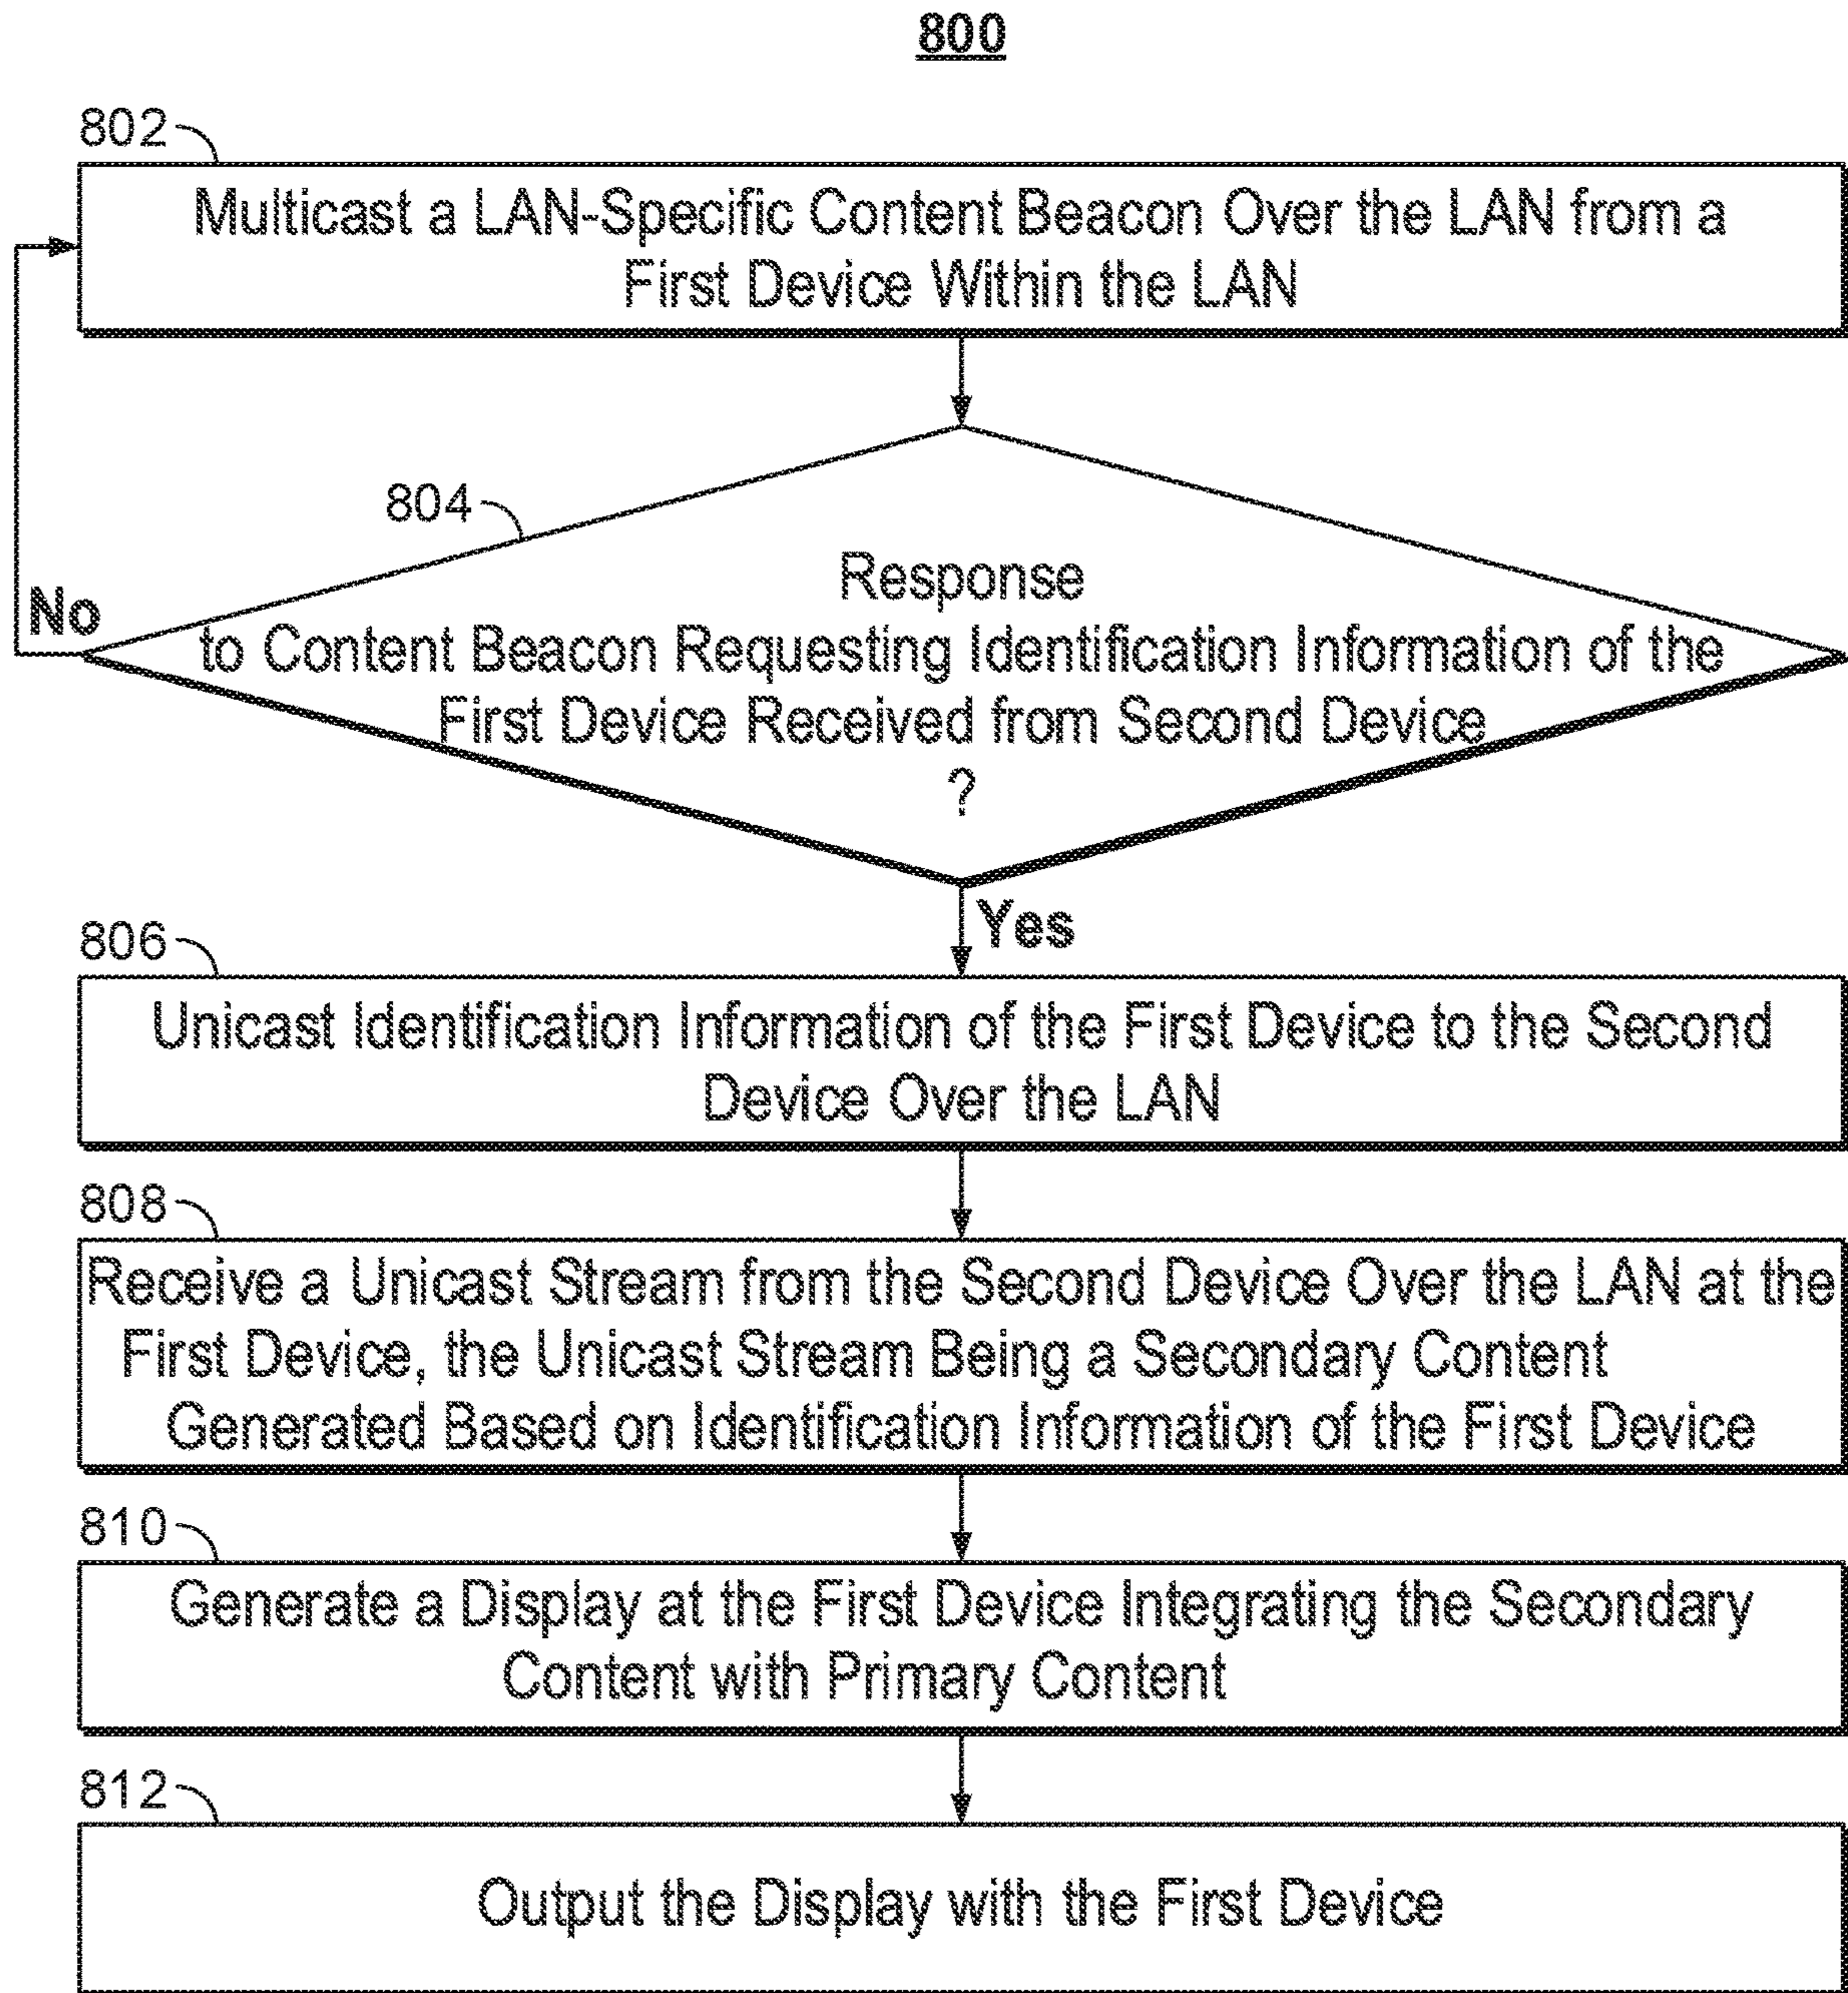 800
802
Multicast a LAN-Specific Content Beacon Over the LAN from a
First Device Within the LAN
804
Response
to Content Beacon Requesting Identification Information of the
First Device Received from Second Device
?
No
Yes
806
Unicast Identification Information of the First Device to the Second
Device Over the LAN
808
Receive a Unicast Stream from the Second Device Over the LAN at the
First Device, the Unicast Stream Being a Secondary Content
Generated Based on Identification Information of the First Device
810
Generate a Display at the First Device Integrating the Secondary
Content with Primary Content
812
Output the Display with the First Device